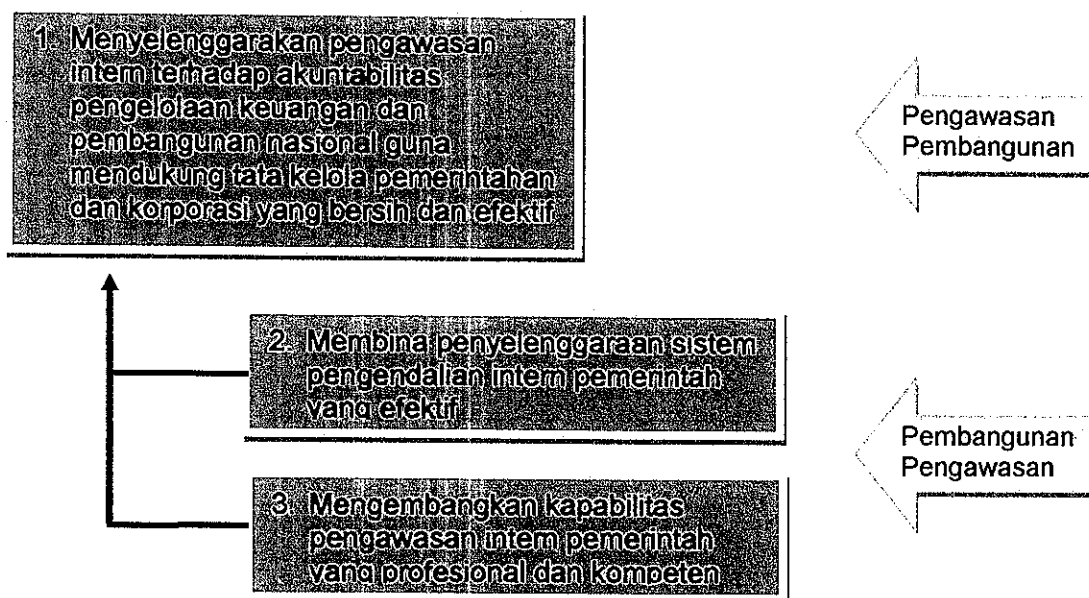 1. Menyelenggarakan pengawasan
intern terhadap akuntabilitas
pengelolaan keuangan dan
pembangunan nasional guna
mendukung tata kelola pemerintahan
dan korporasi yang bersih dan efektif
Pengawasan
Pembangunan
2. Membina penyelenggaraan sistem
pengendalian intern pemerintah
yang efektif
3. Mengembangkan kapabilitas
pengawasan intern pemerintah
yang profesional dan kompeten
Pembangunan
Pengawasan